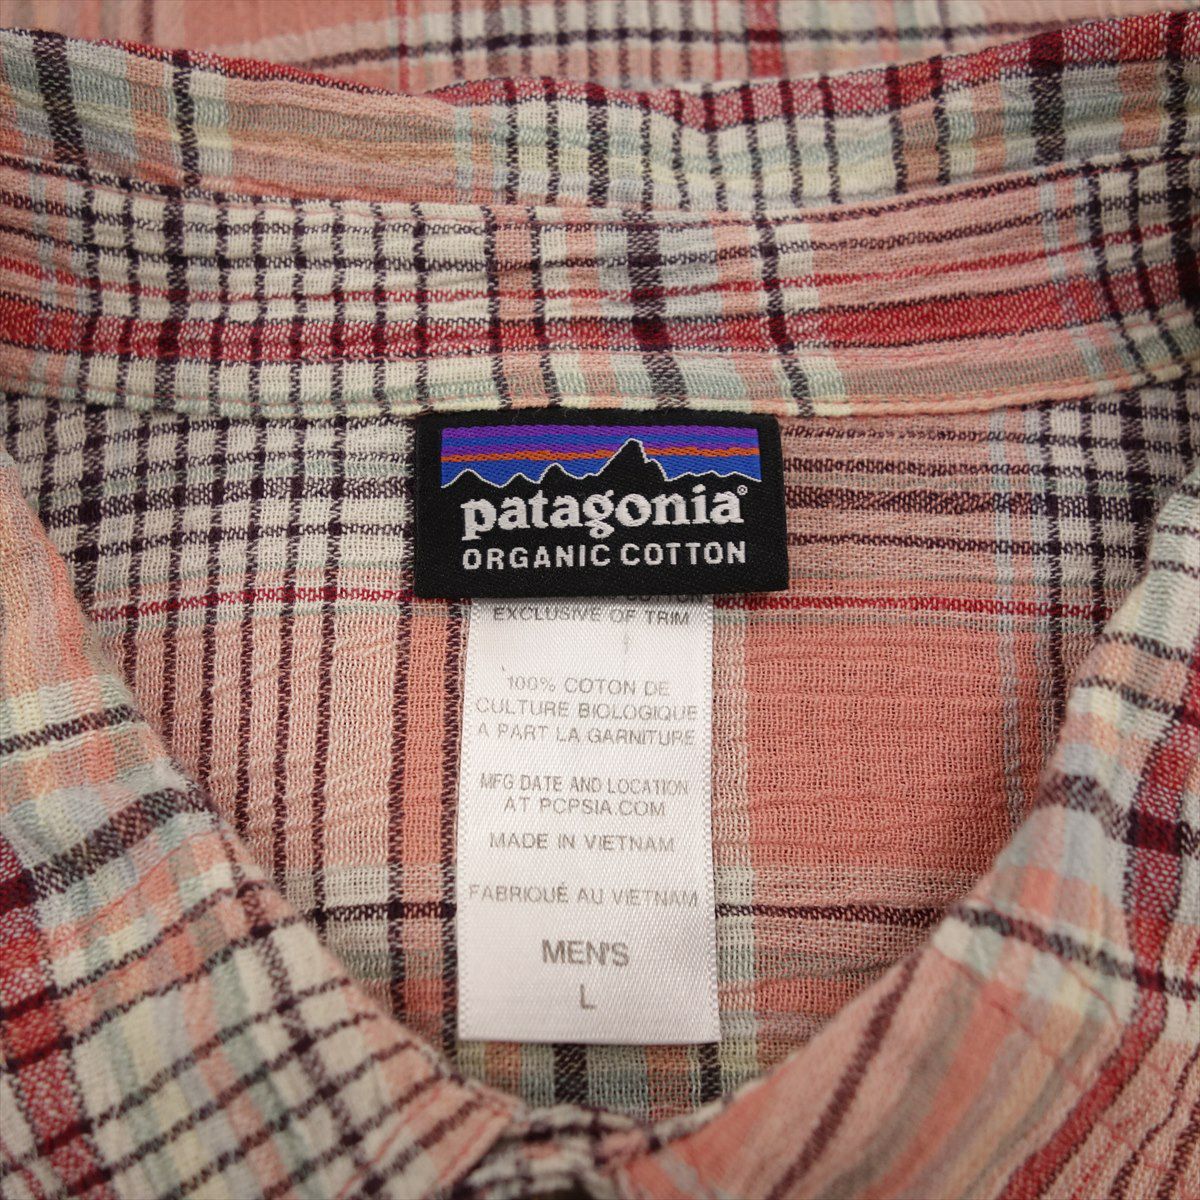 patagonia®
ORGANIC COTTON
COTTON
EXCLUSIVE OF TRIM
100% COTON DE
CULTURE BIOLOGIQUE
A PART LA GARNITURE
MFG DATE AND LOCATION
AT PCPSIA.COM
MADE IN VIETNAM
FABRIQUÉ AU VIETNAM
MEN'S
L